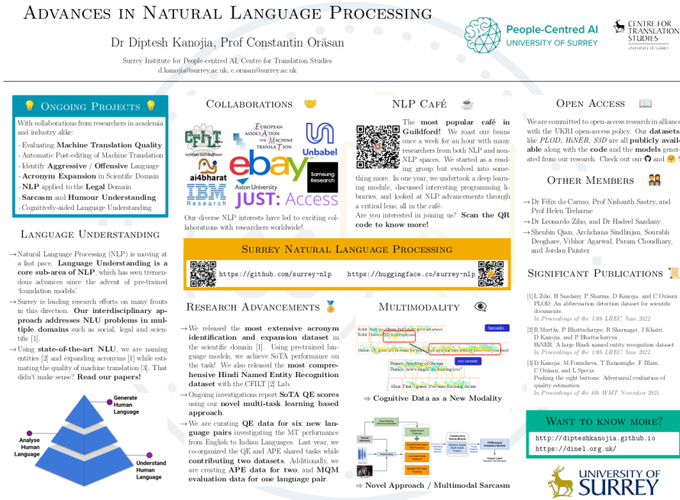 ADVANCES IN NATURAL LANGUAGE PROCESSING
Dr Diptesh Kanojia, Prof Constantin Orăsan
Surrey Institute for People-centred AI, Centre for Translation Studies
d.kanojia@surrey.ac.uk, c.orasan@surrey.ac.uk
People-Centred AI
UNIVERSITY OF SURREY
CENTRE FOR
TRANSLATION
STUDIES
UNIVERSITY OF SURREY
ONGOING PROJECTS
With collaborations from researchers in academia
and industry alike:
- Evaluating Machine Translation Quality
- Automatic Post-editing of Machine Translation
- Identify Aggressive / Offensive Language
- Acronym Expansion in Scientific Domain
- NLP applied to the Legal Domain
- Sarcasm and Humour Understanding
- Cognitively-aided Language Understanding
LANGUAGE UNDERSTANDING
→ Natural Language Processing (NLP) is moving at
a fast pace. Language Understanding is a
core sub-area of NLP, which has seen tremendous
advances since the advent of pre-trained
'foundation models'.
→ Surrey is leading research efforts on many fronts
in this direction. Our interdisciplinary approach
addresses NLU problems in
multiple domains such as social, legal and scientific
[1].
→ Using state-of-the-art NLU, we are naming
entities [2] and expanding acronyms [1] while estimating
the quality of machine translation [3]. That
didn't make sense? Read our papers!
Generate
Human
Language
Analyse
Human
Language
Understand
Human
Language
COLLABORATIONS
CFILT
EUROPEAN
ASSOCIATION
MACHINE
TRANSLATION
Unbabel
ai4bharat
ebay
Samsung
Research
IBM
Research
Aston University
JUST: Access
Our diverse NLP interests have led to exciting collaborations
with researchers worldwide!
NLP CAFÉ
The most popular café in
Guildford! We roast our beans
once a week for an hour with many
researchers from both NLP and non-
NLP spaces. We started as a reading
group but evolved into something
more. In one year, we undertook a deep learning
module, discussed interesting programming
libraries, and looked at NLP advancements through
a critical lens; all in the café.
Are you interested in joining us? Scan the QR
code to know more!
SURREY NATURAL LANGUAGE PROCESSING
https://github.com/surrey-nlp
https://huggingface.co/surrey-nlp
RESEARCH ADVANCEMENTS
→ We released the most extensive acronym
identification and expansion dataset in
the scientific domain [1]. Using pre-trained language
models, we achieve SoTA performance on
the task! We also released the most comprehensive
Hindi Named Entity Recognition
dataset with the CFILT [2] Lab.
→ Ongoing investigations report SoTA QE scores
using our novel multi-task learning based
approach.
→ We are curating QE data for six new language
pairs investigating the MT performance
from English to Indian Languages. Last year, we
co-organized the QE and APE shared tasks while
contributing two datasets. Additionally, we
are creating APE data for two, and MQM
evaluation data for one language pair.
MULTIMODALITY
Sarcastic
Non Sarcastic
⇒ Cognitive Data as a New Modality
⇒ Novel Approach / Multimodal Sarcasm
OPEN ACCESS
We are committed to open-access research in alliance
with the UKRI open-access policy. Our datasets
like PLOD, HiNER, SID are all publicly available
along with the code and the models generated
from our research. Check us out
OTHER MEMBERS
→ Dr Félix do Carmo, Prof Nishanth Sastry, and
Prof Helen Treharne
→ Dr Leonardo Zilio, and Dr Hadeel Saadany
→ Shenbin Qian, Archchana Sindhujan, Sourabh
Deoghare, Vibhor Agarwal, Param Choudhary,
and Jordan Painter
SIGNIFICANT PUBLICATIONS
[1] L Zilio, H Saadany, P Sharma, D Kanojia, and C Orăsan.
PLOD: An abbreviation detection dataset for scientific
documents.
In Proceedings of the 13th LREC, June 2022.
[2] R Murthy, P Bhattacharjee, R Sharnagat, J Khatri,
D Kanojia, and P Bhattacharyya.
HiNER: A large Hindi named entity recognition dataset.
In Proceedings of the 13th LREC, June 2022.
[3] D Kanojia, M Fomicheva, T Ranasinghe, F Blain,
C Orăsan, and L Specia.
Pushing the right buttons: Adversarial evaluation of quality
estimation.
WANT TO KNOW MORE?
http://dipteshkanojia.github.io
https://dinel.org.uk/
UNIVERSITY OF
SURREY